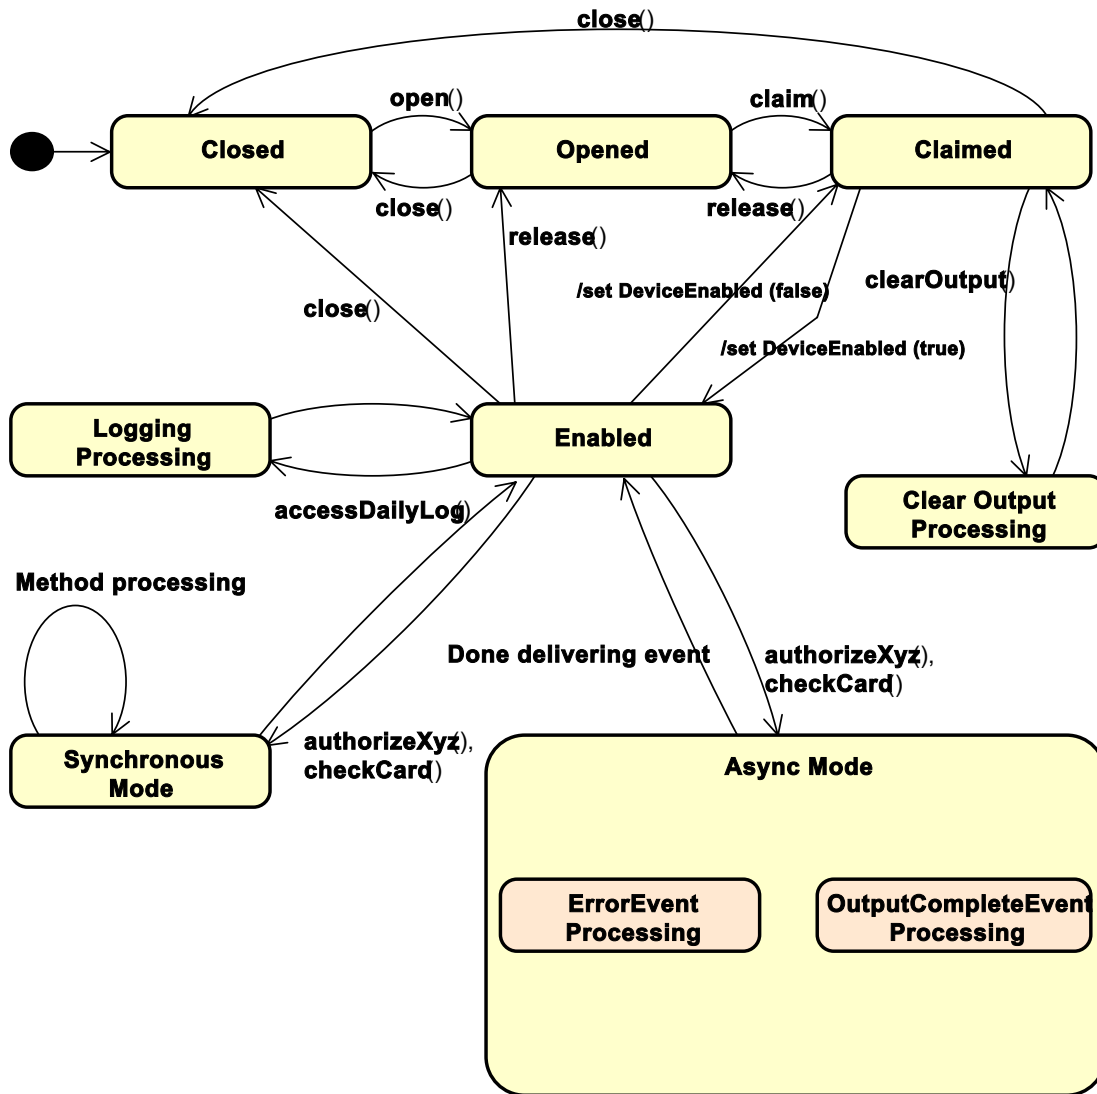 close()
open()
claim()
Closed
Opened
Claimed
close()
release()
release()
clearOutput()
/set DeviceEnabled (false)
close()
/set DeviceEnabled (true)
Logging
Processing
Enabled
accessDailyLog()
Clear Output
Processing
Method processing
Done delivering event
authorizeXyz(),
checkCard()
Synchronous
Mode
authorizeXyz(),
checkCard()
Async Mode
ErrorEvent
Processing
OutputCompleteEvent
Processing